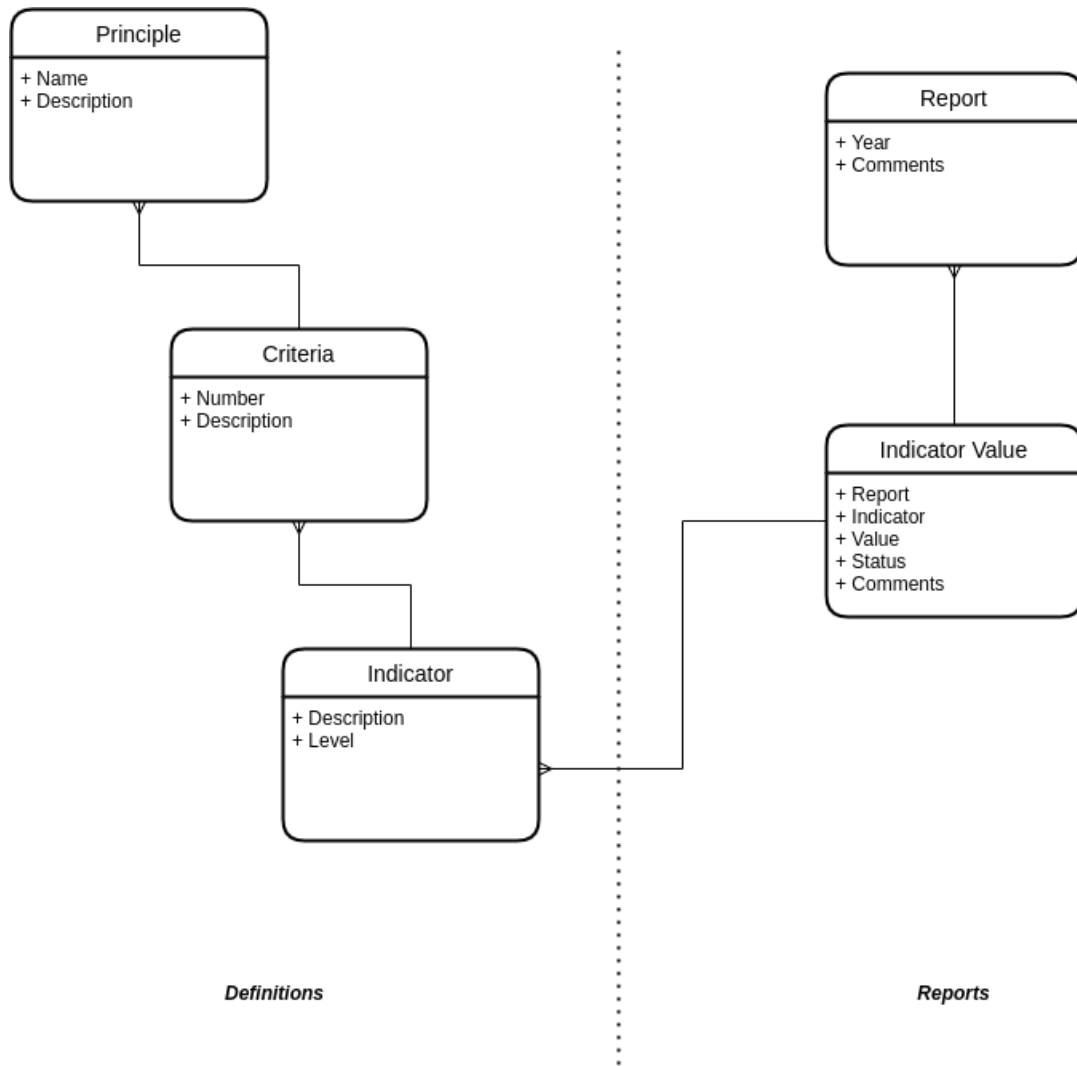 Principle
+ Name
+ Description
Criteria
+ Number
+ Description
Indicator
+ Description
+ Level
Definitions
Report
+ Year
+ Comments
Indicator Value
+ Report
+ Indicator
+ Value
+ Status
+ Comments
Reports